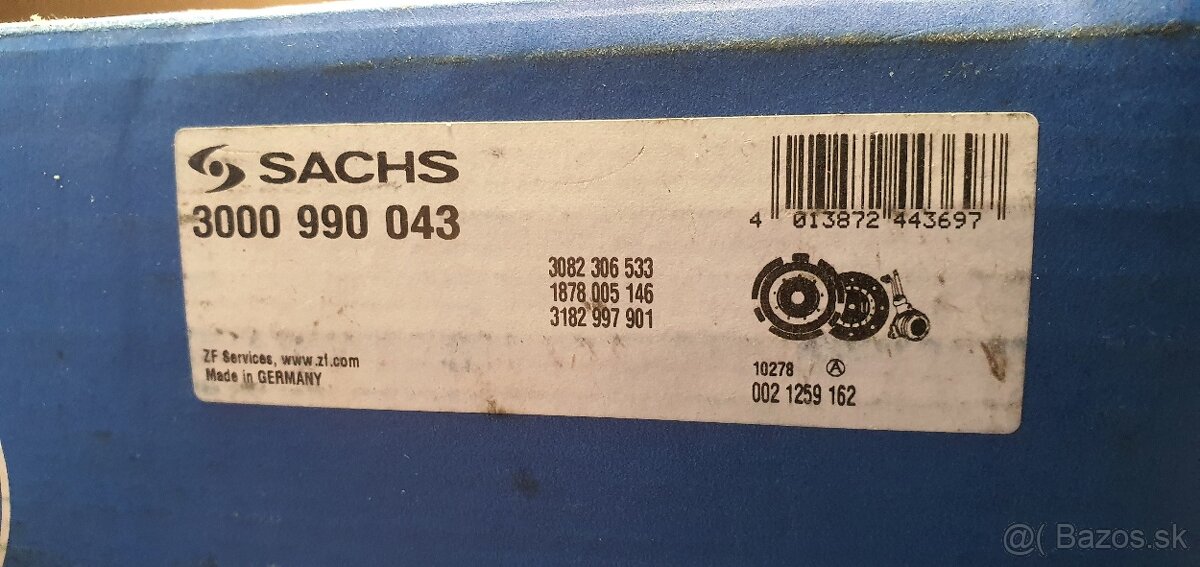 SACHS
3000 990 043
4 013872 443697
3082 306 533
1878 005 146
3182 997 901
ZF Services, www.zf.com
Made in GERMANY
10278 A
002 1259 162
@( Bazos.sk